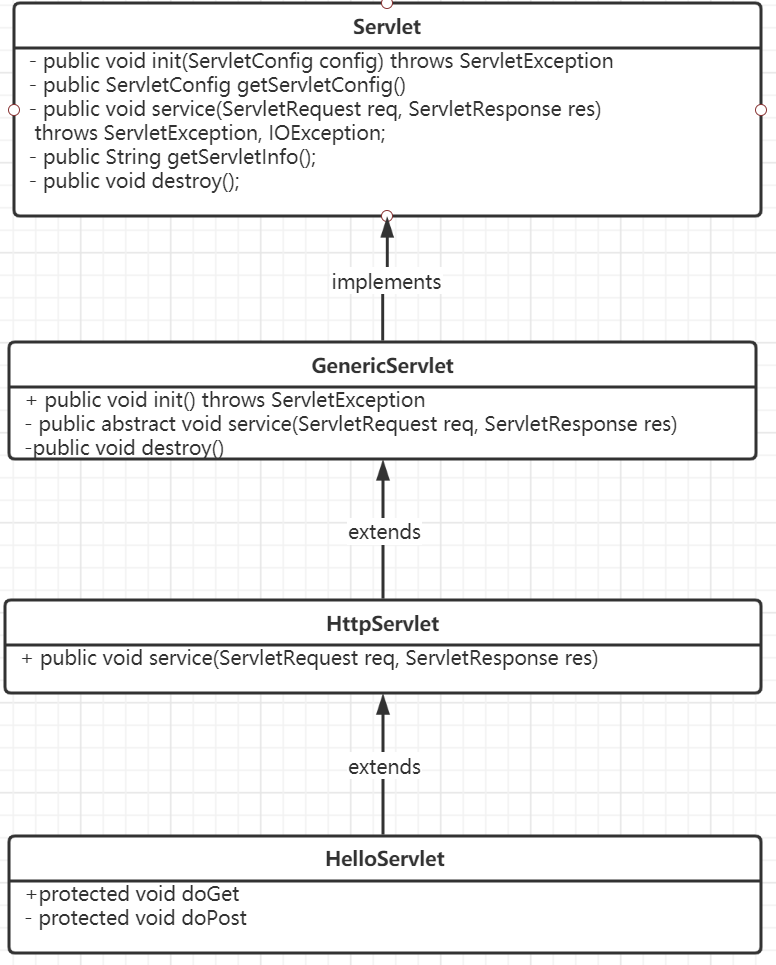 Servlet
- public void init(ServletConfig config) throws ServletException
- public ServletConfig getServletConfig()
- public void service(ServletRequest req, ServletResponse res)
throws ServletException, IOException;
- public String getServletInfo();
- public void destroy();
implements
GenericServlet
+ public void init() throws ServletException
- public abstract void service(ServletRequest req, ServletResponse res)
-public void destroy()
extends
HttpServlet
+ public void service(ServletRequest req, ServletResponse res)
extends
HelloServlet
+protected void doGet
- protected void doPost